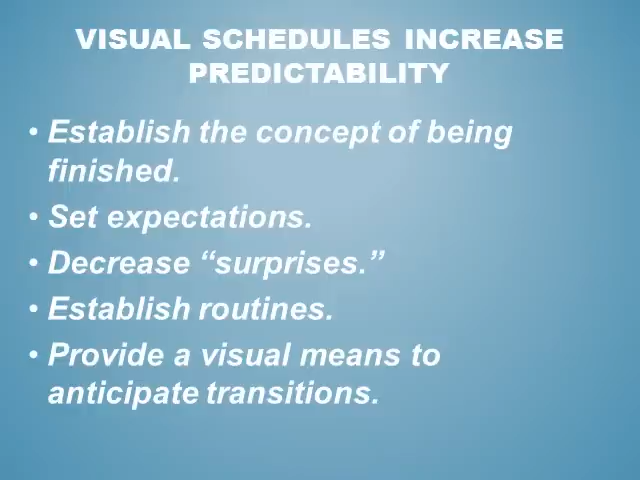 VISUAL SCHEDULES INCREASE
PREDICTABILITY
• Establish the concept of being
finished.
• Set expectations.
• Decrease “surprises.”
• Establish routines.
• Provide a visual means to
anticipate transitions.